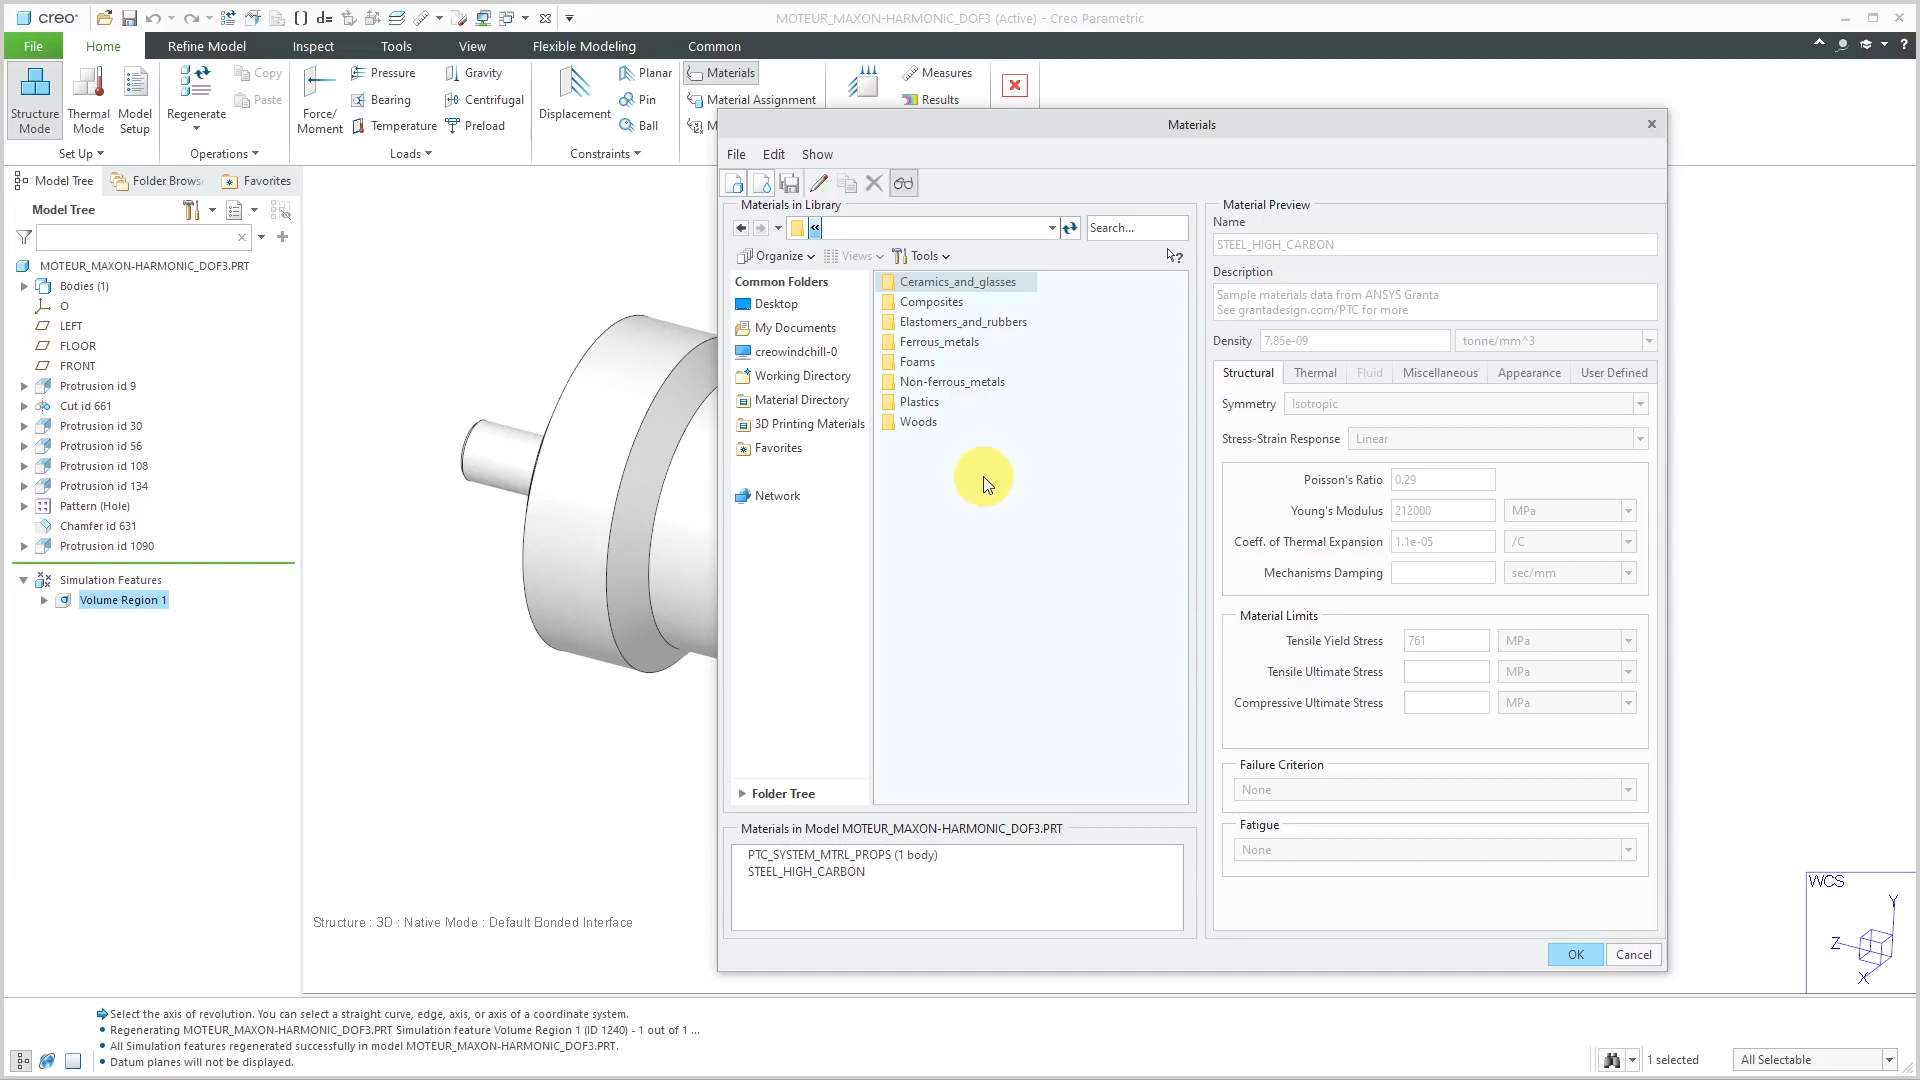 creo
MOTEUR_MAXON-HARMONIC_DOF3 (Active) - Creo Parametric
File
Home
Refine Model
Inspect
Tools
View
Flexible Modeling
Common
Structure Mode
Thermal Mode
Model Setup
Set Up
Regenerate
Copy
Paste
Operations
Force/ Moment
Pressure
Bearing
Temperature
Gravity
Centrifugal
Preload
Loads
Displacement
Planar
Pin
Ball
Constraints
Materials
Material Assignment
M
Measures
Results
Model Tree
Folder Brows
Favorites
Model Tree
MOTEUR_MAXON-HARMONIC_DOF3.PRT
Bodies (1)
O
LEFT
FLOOR
FRONT
Protrusion id 9
Cut id 661
Protrusion id 30
Protrusion id 56
Protrusion id 108
Protrusion id 134
Pattern (Hole)
Chamfer id 631
Protrusion id 1090
Simulation Features
Volume Region 1
Structure : 3D : Native Mode : Default Bonded Interface
Materials
File
Edit
Show
Materials in Library
Search...
Organize
Views
Tools
Common Folders
Desktop
My Documents
creowindchill-0
Working Directory
Material Directory
3D Printing Materials
Favorites
Network
Folder Tree
Ceramics_and_glasses
Composites
Elastomers_and_rubbers
Ferrous_metals
Foams
Non-ferrous_metals
Plastics
Woods
Materials in Model MOTEUR_MAXON-HARMONIC_DOF3.PRT
PTC_SYSTEM_MTRL_PROPS (1 body)
STEEL_HIGH_CARBON
Material Preview
Name
STEEL_HIGH_CARBON
Description
Sample materials data from ANSYS Granta
See grantadesign.com/PTC for more
Density 7.85e-09 tonne/mm^3
Structural
Thermal
Fluid
Miscellaneous
Appearance
User Defined
Symmetry Isotropic
Stress-Strain Response Linear
Poisson's Ratio 0.29
Young's Modulus 212000 MPa
Coeff. of Thermal Expansion 1.1e-05 /C
Mechanisms Damping sec/mm
Material Limits
Tensile Yield Stress 761 MPa
Tensile Ultimate Stress MPa
Compressive Ultimate Stress MPa
Failure Criterion
None
Fatigue
None
OK
Cancel
WCS
Y
Z
X
Select the axis of revolution. You can select a straight curve, edge, axis, or axis of a coordinate system.
• Regenerating MOTEUR_MAXON-HARMONIC_DOF3.PRT Simulation feature Volume Region 1 (ID 1240) - 1 out of 1 ...
• All Simulation features regenerated successfully in model MOTEUR_MAXON-HARMONIC_DOF3.PRT.
• Datum planes will not be displayed.
1 selected
All Selectable